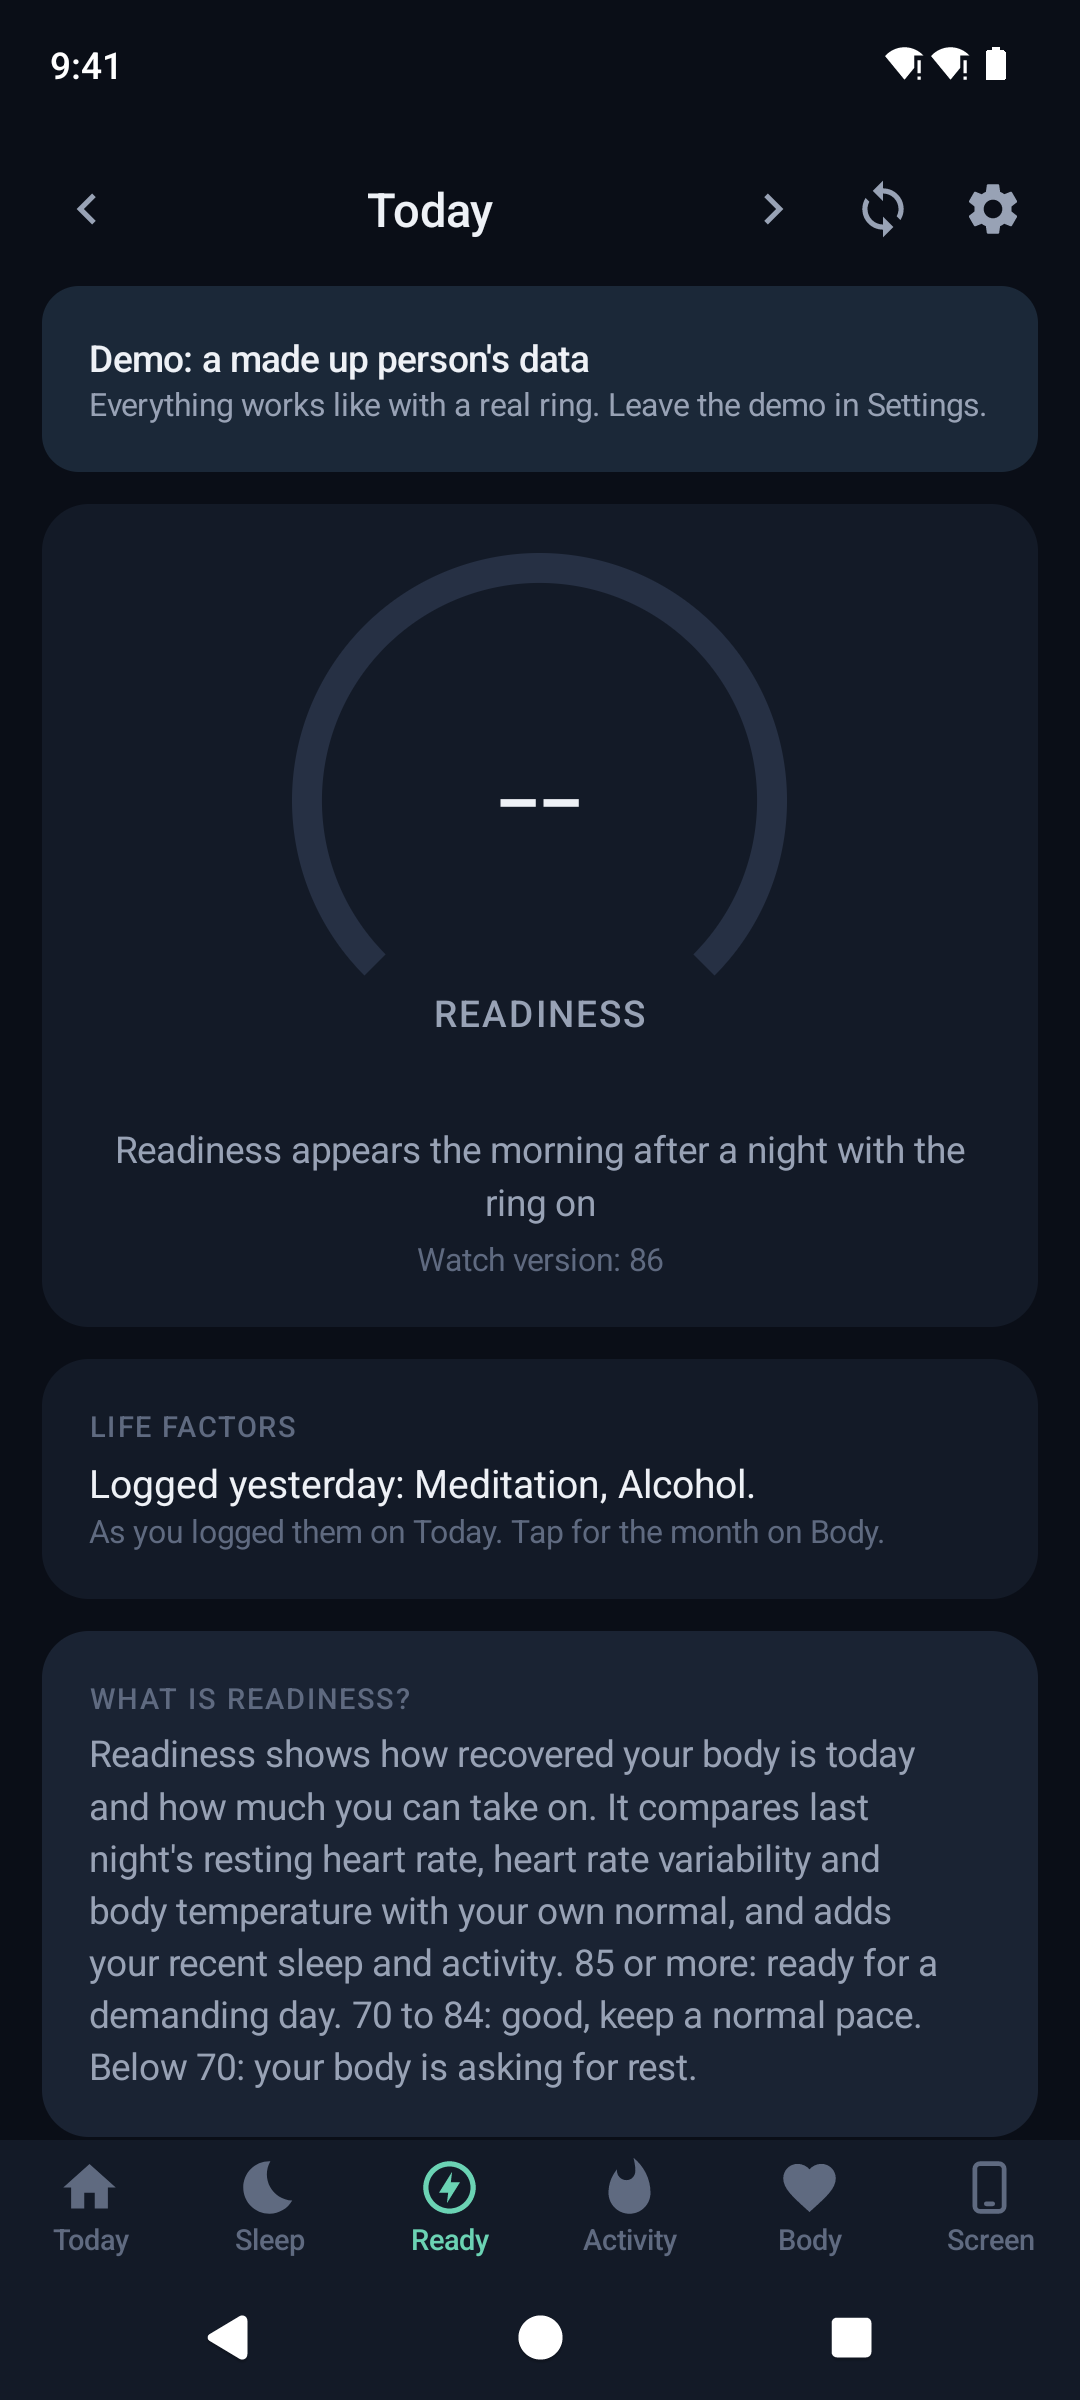 9:41
Today
Demo: a made up person's data
Everything works like with a real ring. Leave the demo in Settings.
--
READINESS
Readiness appears the morning after a night with the
ring on
Watch version: 86
LIFE FACTORS
Logged yesterday: Meditation, Alcohol.
As you logged them on Today. Tap for the month on Body.
WHAT IS READINESS?
Readiness shows how recovered your body is today
and how much you can take on. It compares last
night's resting heart rate, heart rate variability and
body temperature with your own normal, and adds
your recent sleep and activity. 85 or more: ready for a
demanding day. 70 to 84: good, keep a normal pace.
Below 70: your body is asking for rest.
Today Sleep Ready Activity Body Screen